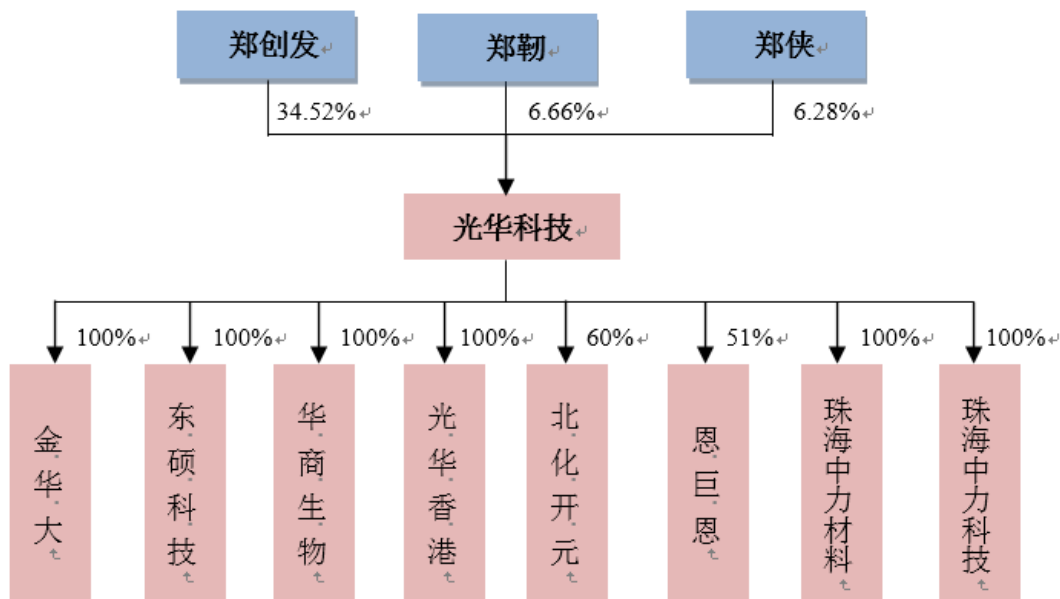 郑创发
郑韧
郑侠
34.52%
6.66%
6.28%
光华科技
100%
100%
100%
100%
60%
51%
100%
100%
金华大
东硕科技
华商生物
光华香港
北化开元
恩巨恩
珠海中力材料
珠海中力科技